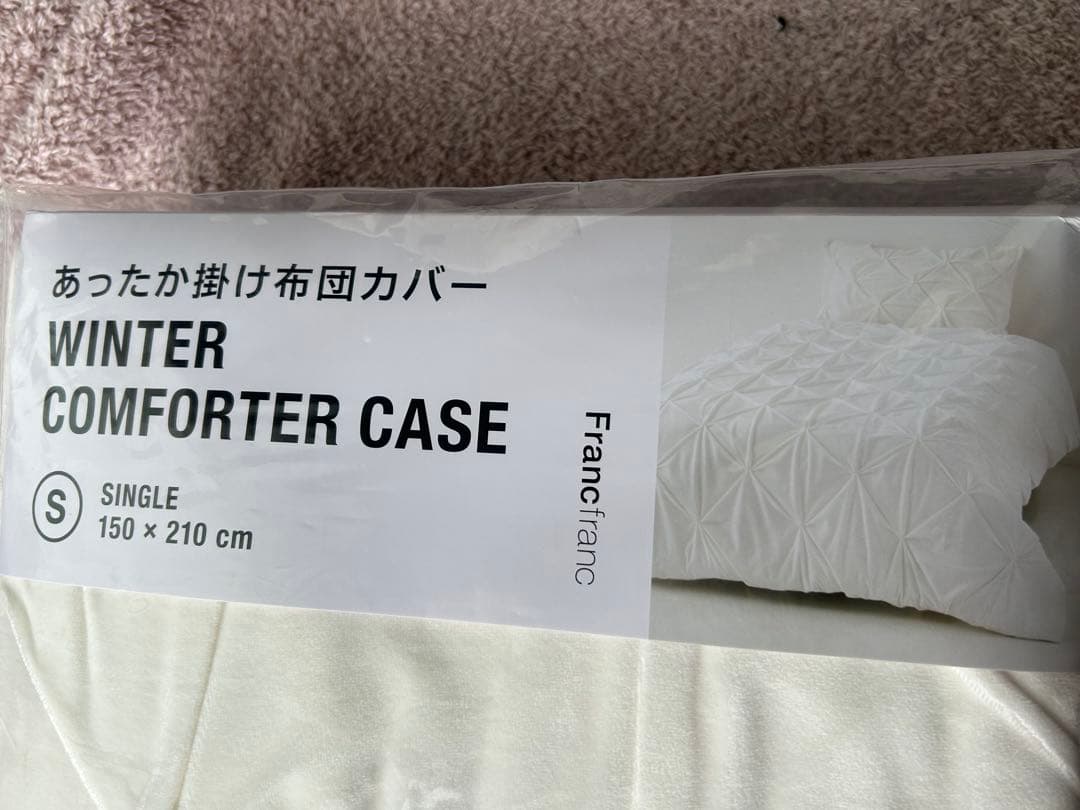 あったか掛け布団カバー
WINTER
COMFORTER CASE
S
SINGLE
150 × 210 cm
Francfranc